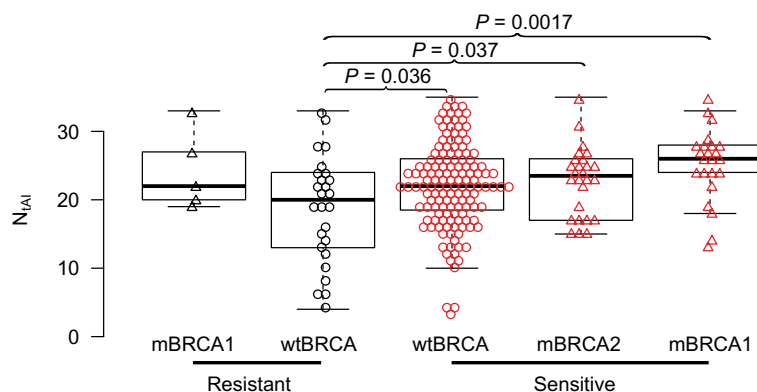 P = 0.0017
P = 0.037
P = 0.036
NtAI
30
20
10
0
mBRCA1 wtBRCA wtBRCA mBRCA2 mBRCA1
Resistant Sensitive